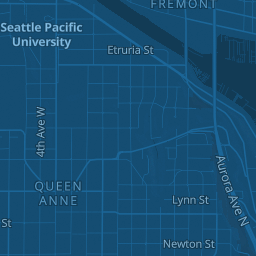 FREMONT
Seattle Pacific
University
Etruria St
4th Ave W
Aurora Ave N
QUEEN
ANNE
Lynn St
St
Newton St